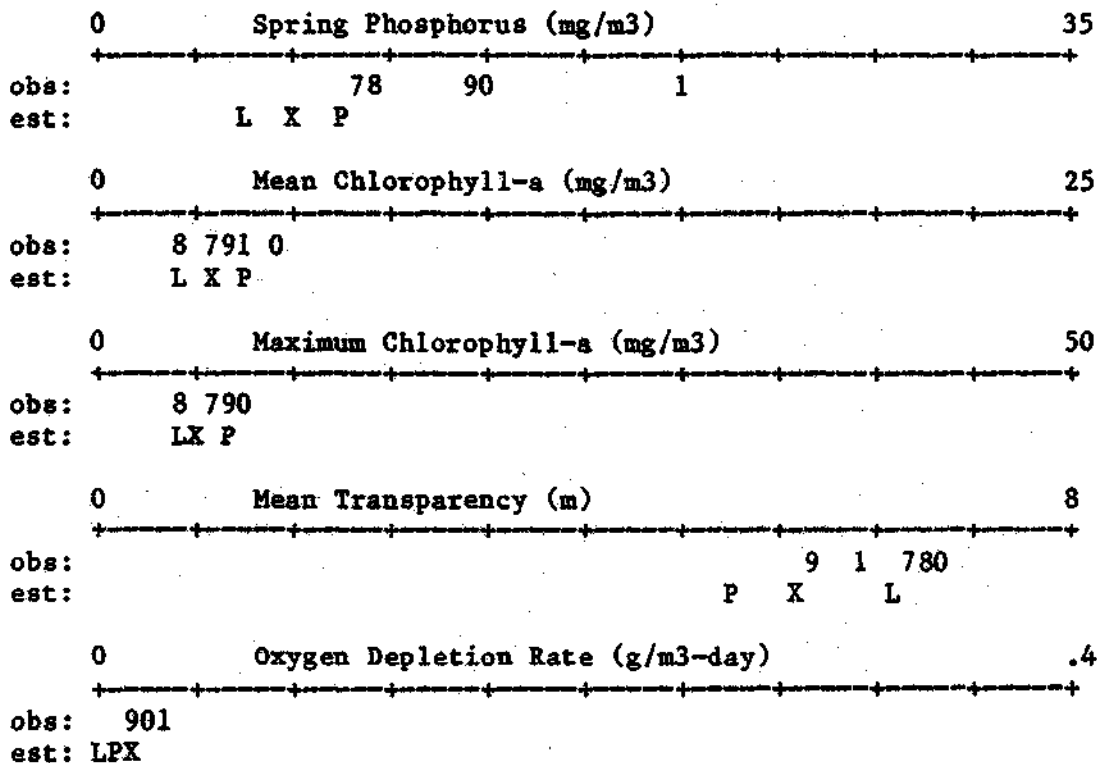 0 Spring Phosphorus (mg/m3) 35
+---------+---------+---------+---------+---------+---------+---------+---------+---------+---------+
obs: 78 90 1
est: L X P
0 Mean Chlorophyll-a (mg/m3) 25
+---------+---------+---------+---------+---------+---------+---------+---------+---------+---------+
obs: 8 791 0
est: L X P
0 Maximum Chlorophyll-a (mg/m3) 50
+---------+---------+---------+---------+---------+---------+---------+---------+---------+---------+
obs: 8 790
est: LX P
0 Mean Transparency (m) 8
+---------+---------+---------+---------+---------+---------+---------+---------+---------+---------+
obs: 9 1 780
est: P X L
0 Oxygen Depletion Rate (g/m3-day) .4
+---------+---------+---------+---------+---------+---------+---------+---------+---------+---------+
obs: 901
est: LPX